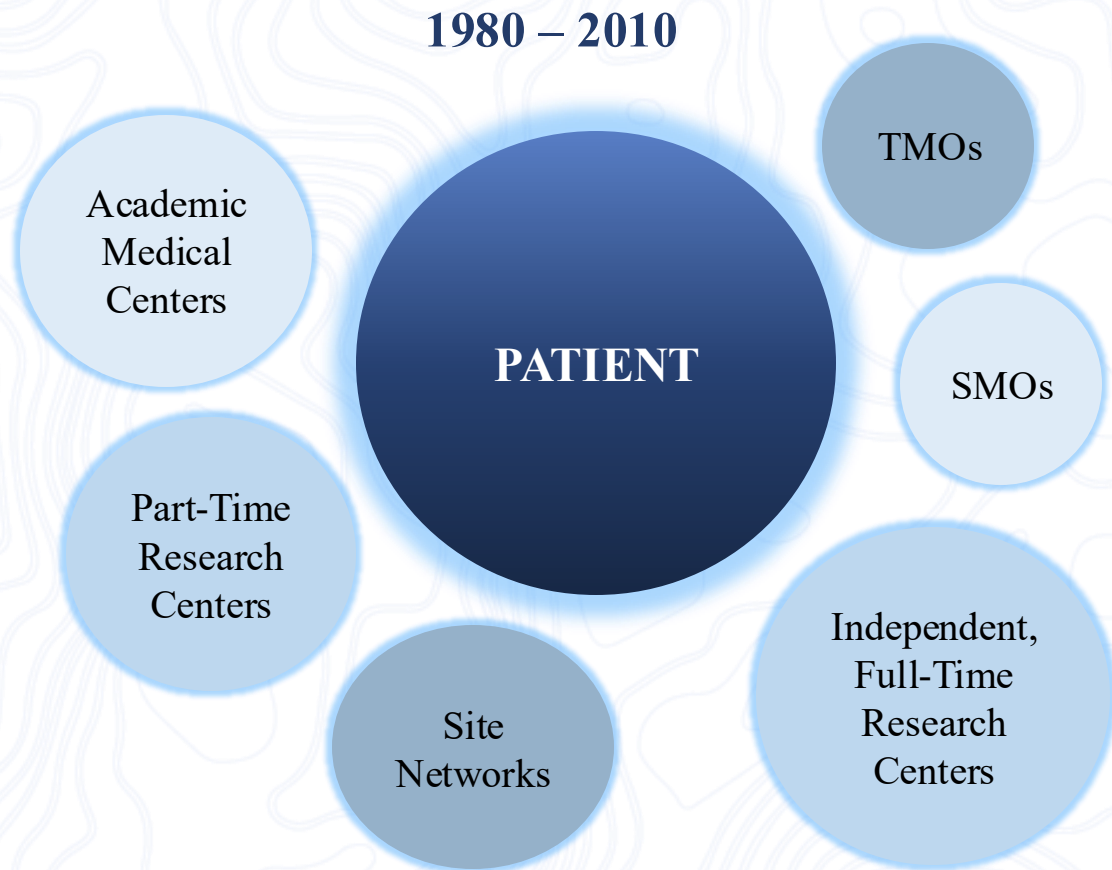 1980 – 2010
TMOs
Academic
Medical
Centers
PATIENT
SMOs
Part-Time
Research
Centers
Independent,
Full-Time
Research
Centers
Site
Networks